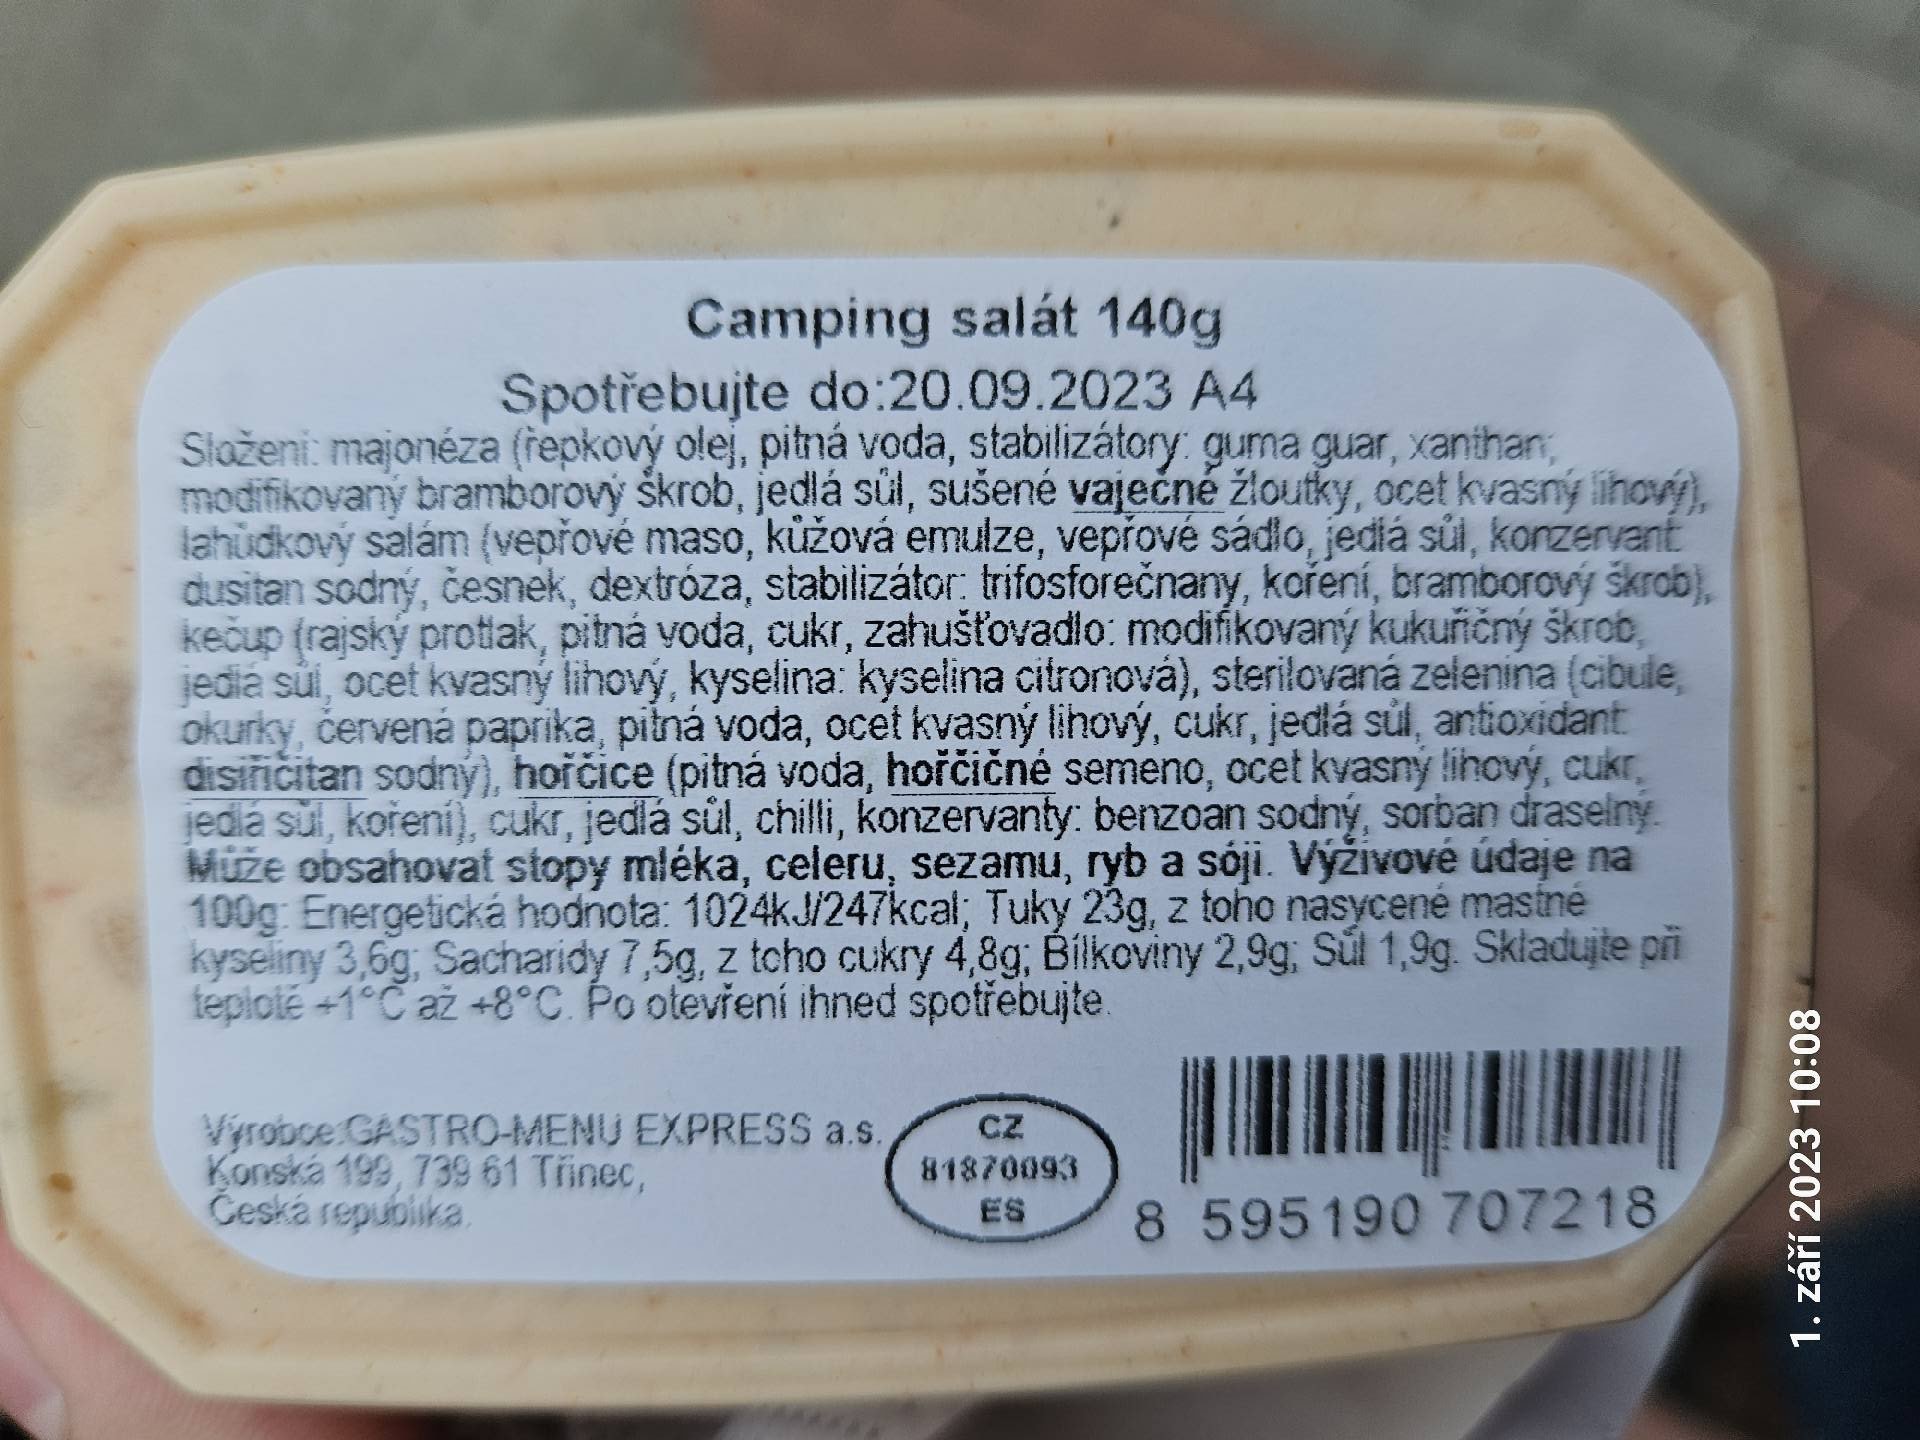 Camping salát 140g
Spotřebujte do:20.09.2023 A4
Složení: majonéza (řepkový olej, pitná voda, stabilizátory: guma guar, xanthan;
modifikovaný bramborový škrob, jedlá sůl, sušené vaječné žloutky, ocet kvasný lihový),
lahůdkový salám (vepřové maso, kůžová emulze, vepřové sádlo, jedlá sůl, konzervant:
dusitan sodný, česnek, dextróza, stabilizátor: trifosforečnany, koření, bramborový škrob),
kečup (rajský protlak, pitná voda, cukr, zahušťovadlo: modifikovaný kukuřičný škrob,
jedlá sůl, ocet kvasný lihový, kyselina: kyselina citronová), sterilovaná zelenina (cibule,
okurky, červená paprika, pitná voda, ocet kvasný lihový, cukr, jedlá sůl, antioxidant:
disiřičitan sodný), hořčice (pitná voda, hořčičné semeno, ocet kvasný lihový, cukr,
jedlá sůl, koření), cukr, jedlá sůl, chilli, konzervanty: benzoan sodný, sorban draselný.
Může obsahovat stopy mléka, celeru, sezamu, ryb a sóji. Výživové údaje na
100g: Energetická hodnota: 1024kJ/247kcal; Tuky 23g, z toho nasycené mastné
kyseliny 3,6g; Sacharidy 7,5g, z toho cukry 4,8g; Bílkoviny 2,9g; Sůl 1,9g. Skladujte při
teplotě +1°C až +8°C. Po otevření ihned spotřebujte.
Výrobce:GASTRO-MENU EXPRESS a.s.
Konská 199, 739 61 Třinec,
Česká republika.
CZ
81870093
ES
8 595190 707218
1. září 2023 10:08